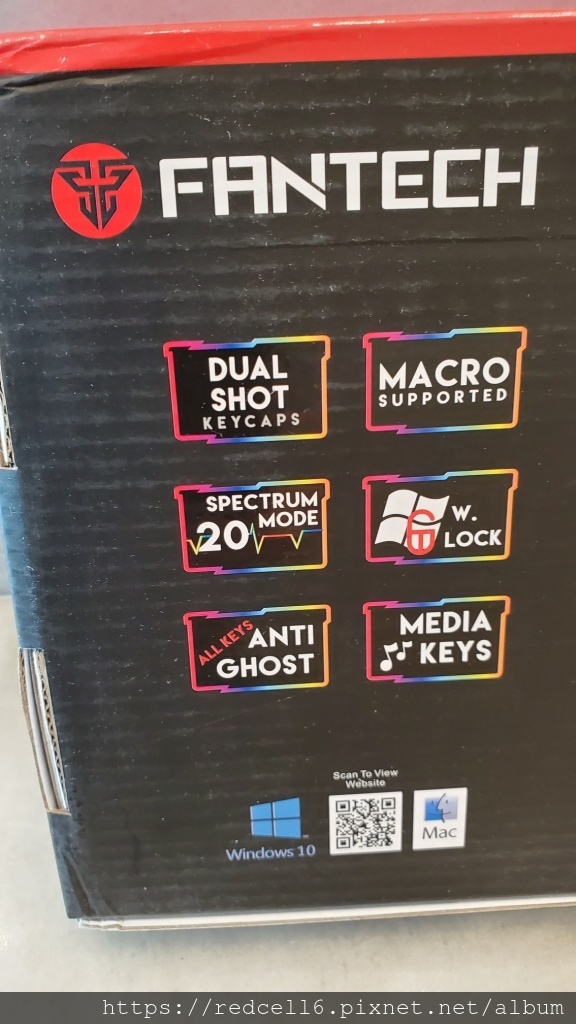 FANTECH
DUAL
SHOT
KEYCAPS
MACRO
SUPPORTED
SPECTRUM
20 MODE
W.
LOCK
ALL KEYS ANTI
GHOST
MEDIA
KEYS
Scan To View
Website
Windows 10
Mac
https://redcell6.pixnet.net/album